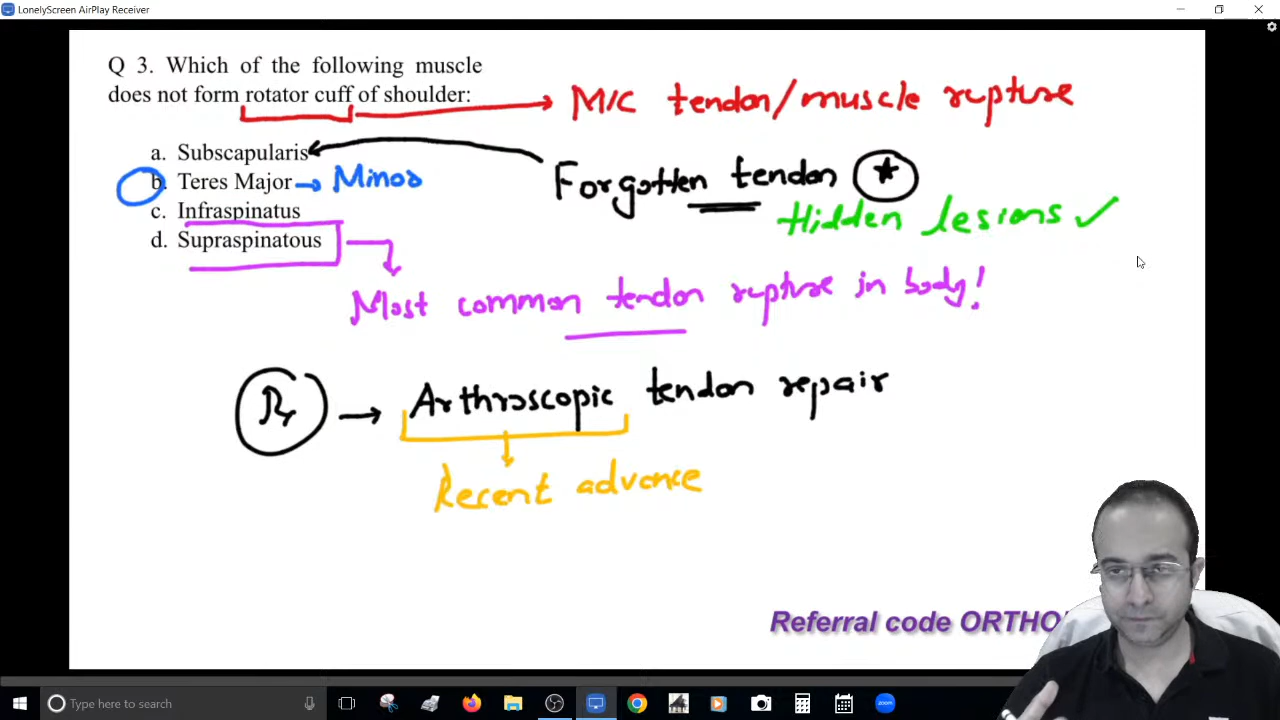 LonelyScreen AirPlay Receiver
Q 3. Which of the following muscle
does not form rotator cuff of shoulder:
M/C tendon/muscle rupture
a. Subscapularis
Forgotten tendon
b. Teres Major → Minor
Hidden lesions ✓
c. Infraspinatus
d. Supraspinatous
Most common tendon rupture in body!
Rx → Arthroscopic tendon repair
Recent advance
Referral code ORTHO
Type here to search
zoom